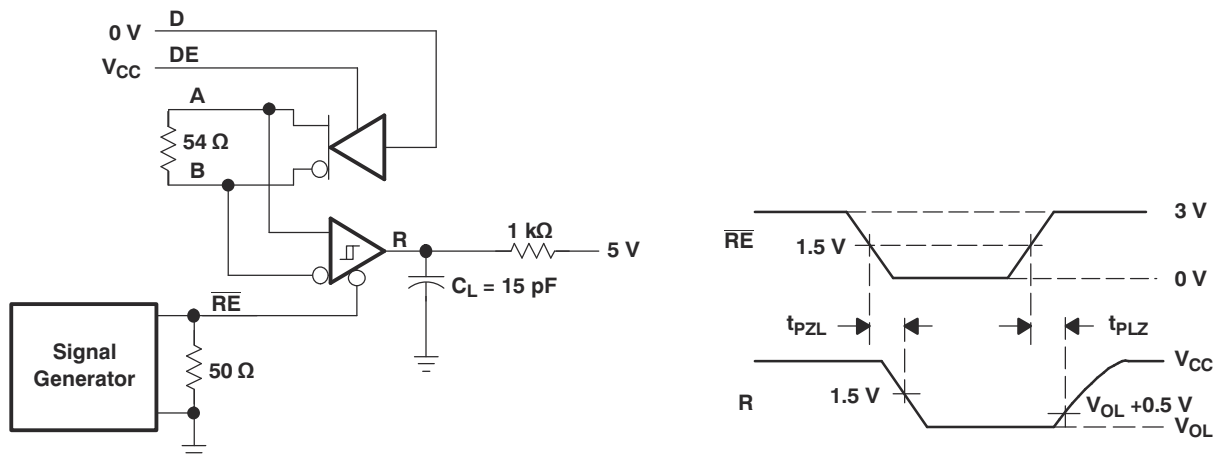 D
0 V
DE
VCC
A
54 Ω
B
R
1 kΩ
5 V
CL = 15 pF
RE
Signal
Generator
50 Ω
3 V
RE
1.5 V
0 V
tPZL
tPLZ
VCC
1.5 V
R
VOL +0.5 V
VOL